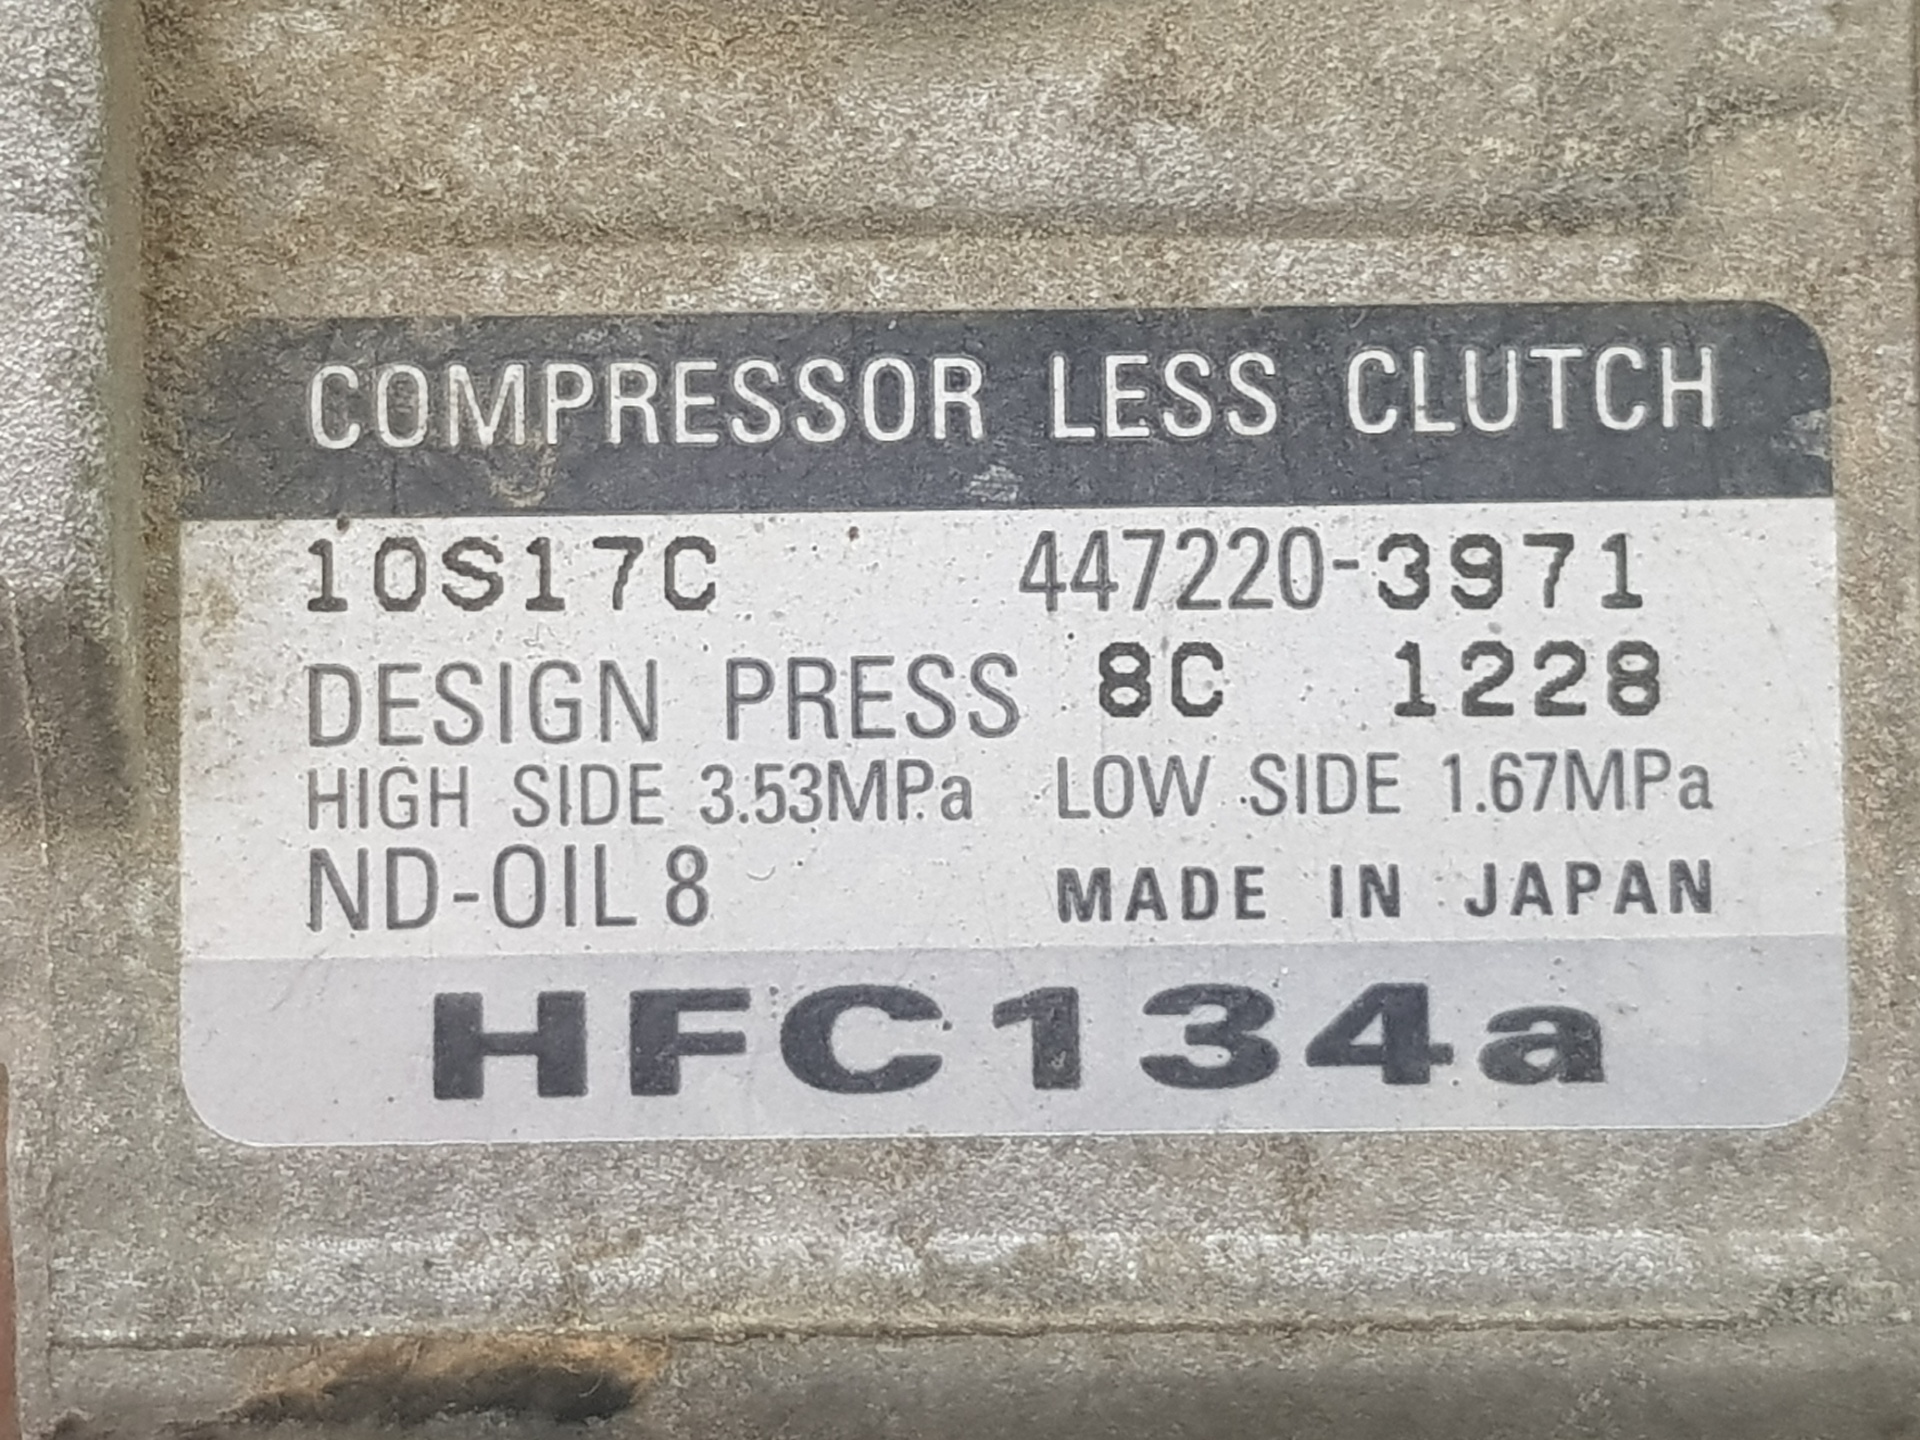 COMPRESSOR LESS CLUTCH
10S17C 447220-3971
DESIGN PRESS 8C 1228
HIGH SIDE 3.53MPa LOW SIDE 1.67MPa
ND-OIL 8 MADE IN JAPAN
HFC134a